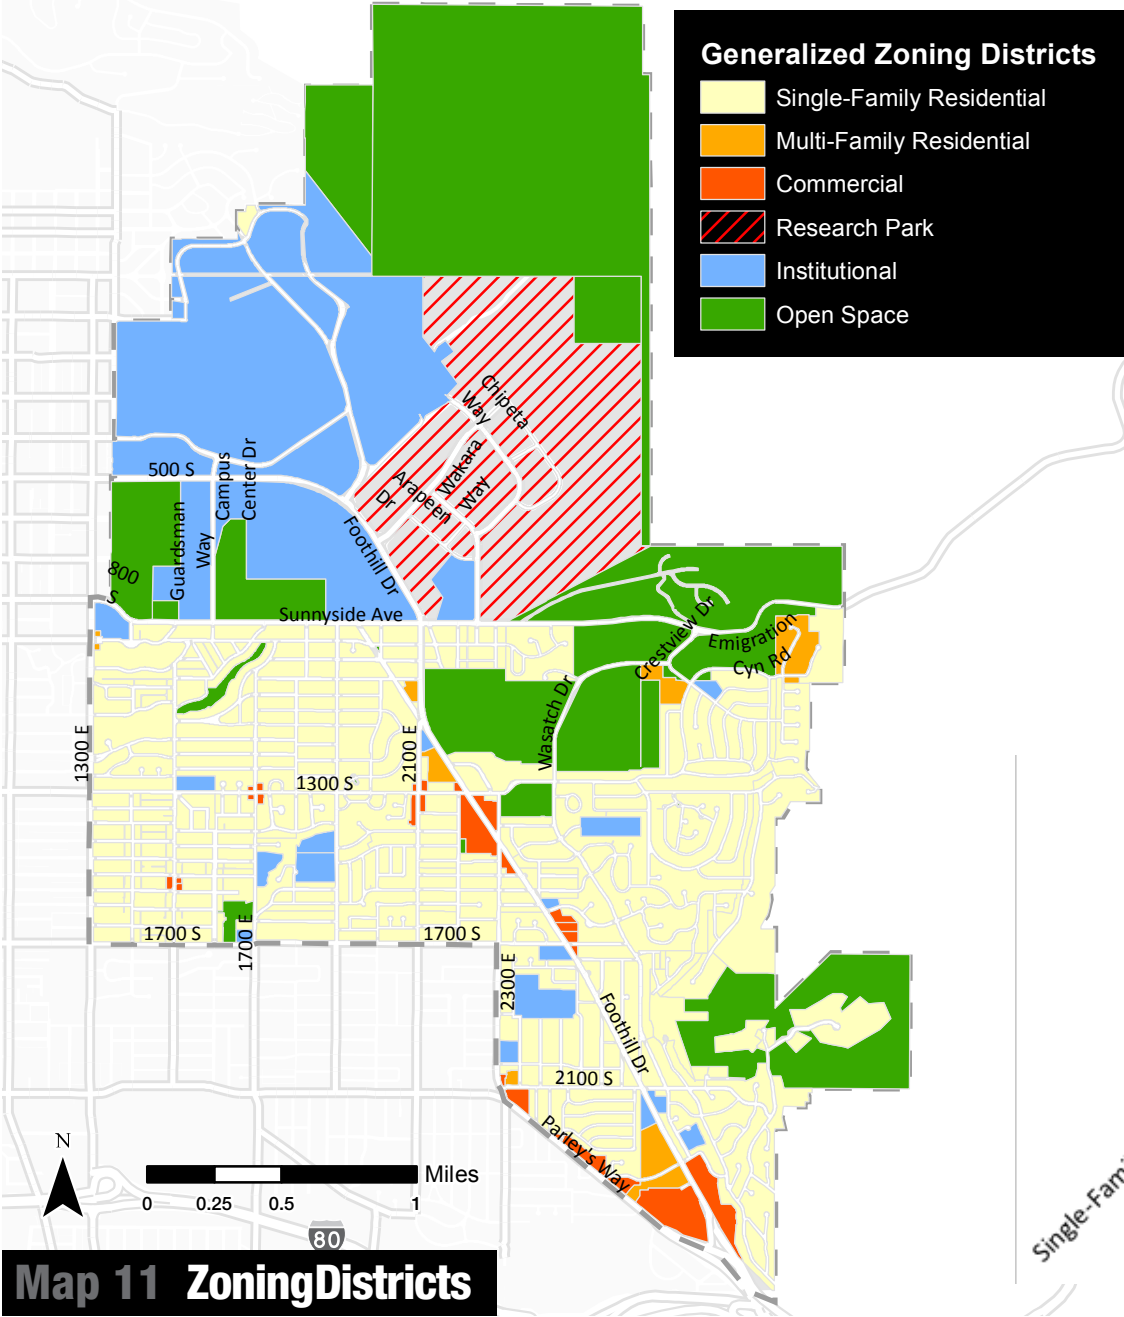 Generalized Zoning Districts
Single-Family Residential
Multi-Family Residential
Commercial
Research Park
Institutional
Open Space
Chipeta
Way
Wakara
Way
Arapeen
Dr
500 S
Campus
Center Dr
Guardsman
Way
Foothill Dr
800
S
Sunnyside Ave
Crestview Dr
Emigration
Cyn Rd
Wasatch Dr
1300 E
2100 E
1300 S
1700 S
1700 E
1700 S
2300 E
Foothill Dr
2100 S
Parley's Way
N
Miles
0 0.25 0.5 1
80
Single-Fami
Map 11 ZoningDistricts